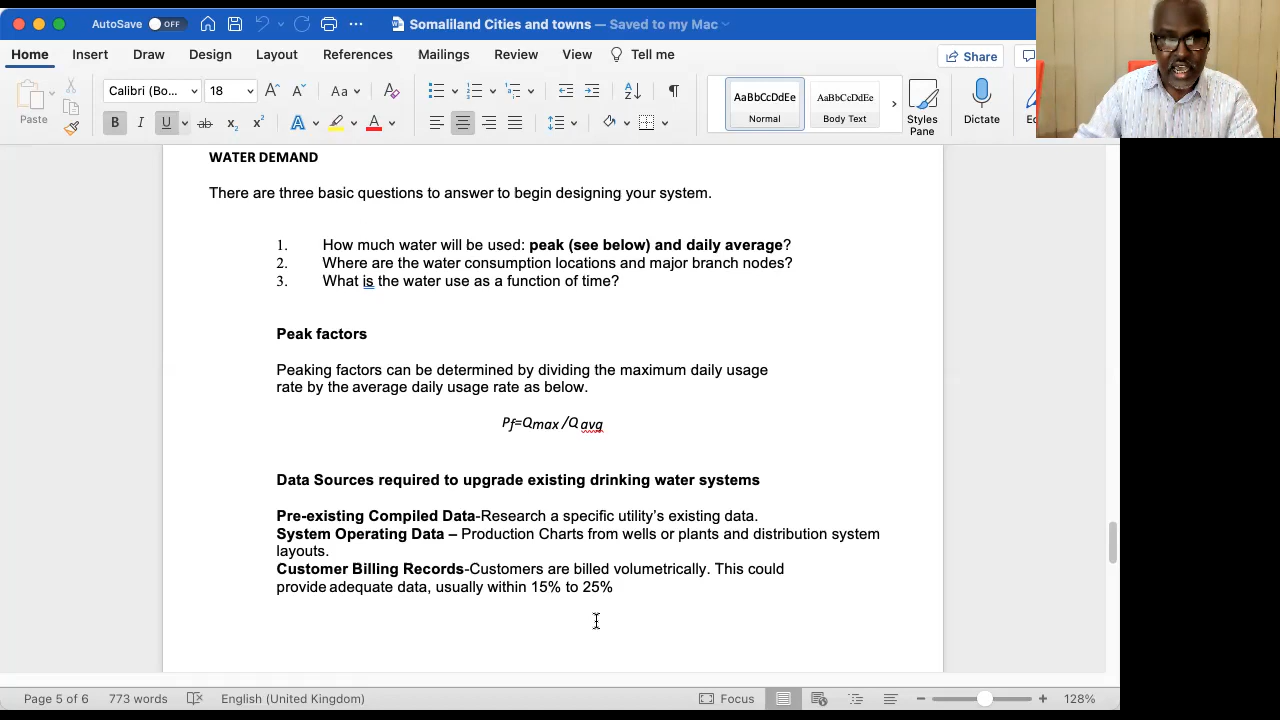 AutoSave OFF
Somaliland Cities and towns — Saved to my Mac
Home Insert Draw Design Layout References Mailings Review View Tell me
Share
Paste
Calibri (Bo... 18
AaBbCcDdEe
Normal
AaBbCcDdEe
Body Text
Styles
Pane
Dictate
WATER DEMAND
There are three basic questions to answer to begin designing your system.
1. How much water will be used: peak (see below) and daily average?
2. Where are the water consumption locations and major branch nodes?
3. What is the water use as a function of time?
Peak factors
Peaking factors can be determined by dividing the maximum daily usage
rate by the average daily usage rate as below.
Pf=Qmax /Qavg
Data Sources required to upgrade existing drinking water systems
Pre-existing Compiled Data-Research a specific utility’s existing data.
System Operating Data – Production Charts from wells or plants and distribution system
layouts.
Customer Billing Records-Customers are billed volumetrically. This could
provide adequate data, usually within 15% to 25%
Page 5 of 6 773 words English (United Kingdom) Focus 128%